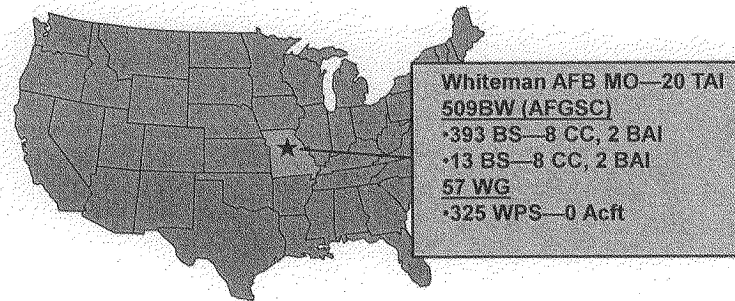 Whiteman AFB MO—20 TAI
509BW (AFGSC)
•393 BS—8 CC, 2 BAI
•13 BS—8 CC, 2 BAI
57 WG
•325 WPS—0 Acft